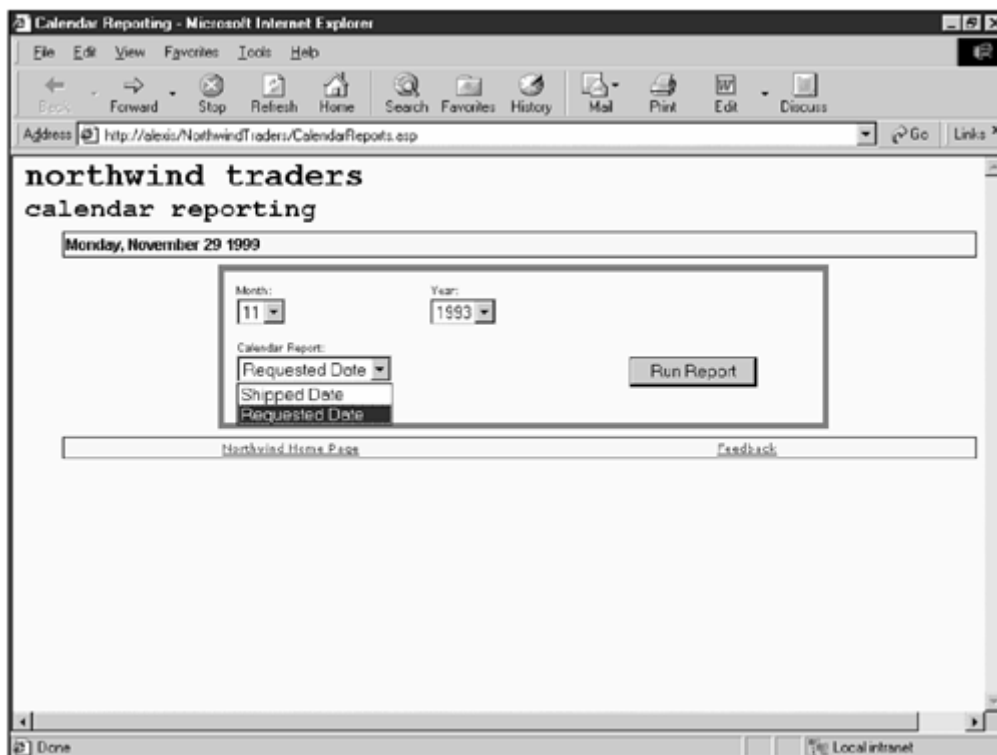 Calendar Reporting - Microsoft Internet Explorer
File Edit View Favorites Tools Help
Back Forward Stop Refresh Home Search Favorites History Mail Print Edit Discuss
Address http://alexis/NorthwindTraders/CalendarReports.asp Go Links
northwind traders
calendar reporting
Monday, November 29 1999
Month: Year:
11 1993
Calendar Report:
Requested Date Run Report
Shipped Date
Requested Date
Northwind Home Page Feedback
Done Local intranet